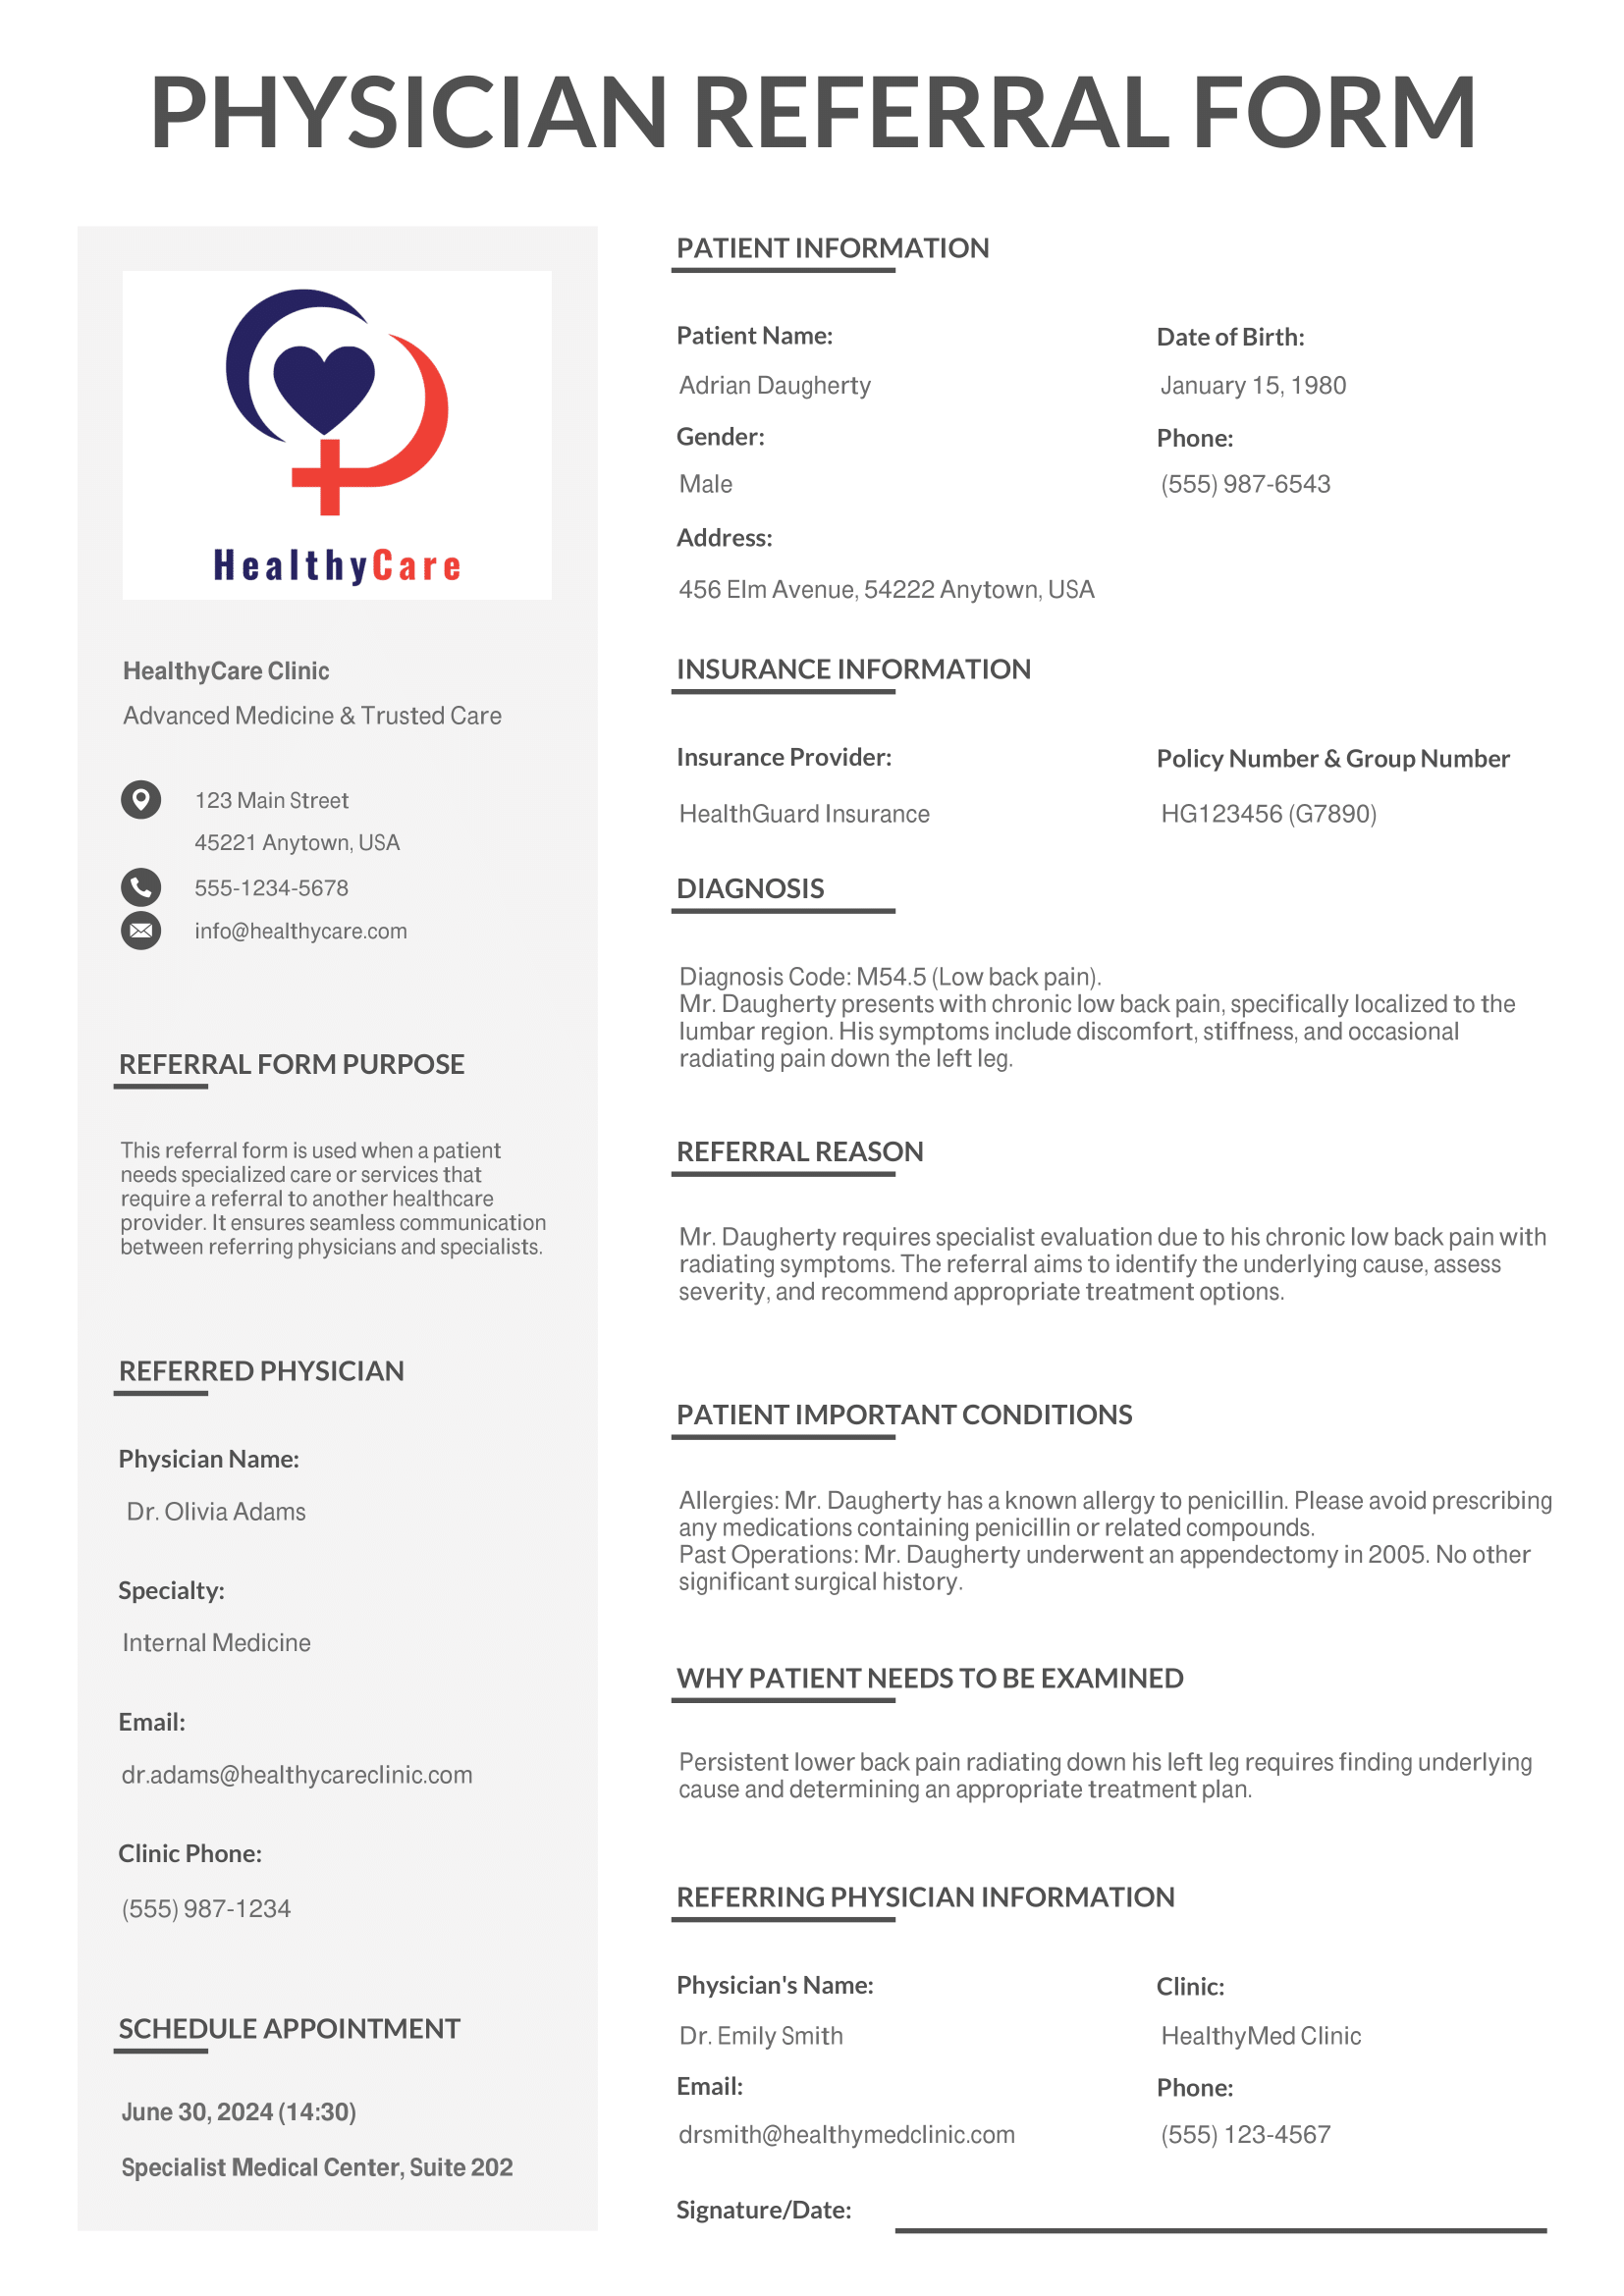 PHYSICIAN REFERRAL FORM
HealthyCare
HealthyCare Clinic
Advanced Medicine & Trusted Care
123 Main Street
45221 Anytown, USA
555-1234-5678
info@healthycare.com
REFERRAL FORM PURPOSE
This referral form is used when a patient
needs specialized care or services that
require a referral to another healthcare
provider. It ensures seamless communication
between referring physicians and specialists.
REFERRED PHYSICIAN
Physician Name:
Dr. Olivia Adams
Specialty:
Internal Medicine
Email:
dr.adams@healthycareclinic.com
Clinic Phone:
(555) 987-1234
SCHEDULE APPOINTMENT
June 30, 2024 (14:30)
Specialist Medical Center, Suite 202
PATIENT INFORMATION
Patient Name:
Date of Birth:
Adrian Daugherty
January 15, 1980
Gender:
Phone:
Male
(555) 987-6543
Address:
456 Elm Avenue, 54222 Anytown, USA
INSURANCE INFORMATION
Insurance Provider:
Policy Number & Group Number
HealthGuard Insurance
HG123456 (G7890)
DIAGNOSIS
Diagnosis Code: M54.5 (Low back pain).
Mr. Daugherty presents with chronic low back pain, specifically localized to the
lumbar region. His symptoms include discomfort, stiffness, and occasional
radiating pain down the left leg.
REFERRAL REASON
Mr. Daugherty requires specialist evaluation due to his chronic low back pain with
radiating symptoms. The referral aims to identify the underlying cause, assess
severity, and recommend appropriate treatment options.
PATIENT IMPORTANT CONDITIONS
Allergies: Mr. Daugherty has a known allergy to penicillin. Please avoid prescribing
any medications containing penicillin or related compounds.
Past Operations: Mr. Daugherty underwent an appendectomy in 2005. No other
significant surgical history.
WHY PATIENT NEEDS TO BE EXAMINED
Persistent lower back pain radiating down his left leg requires finding underlying
cause and determining an appropriate treatment plan.
REFERRING PHYSICIAN INFORMATION
Physician's Name:
Clinic:
Dr. Emily Smith
HealthyMed Clinic
Email:
Phone:
drsmith@healthymedclinic.com
(555) 123-4567
Signature/Date: